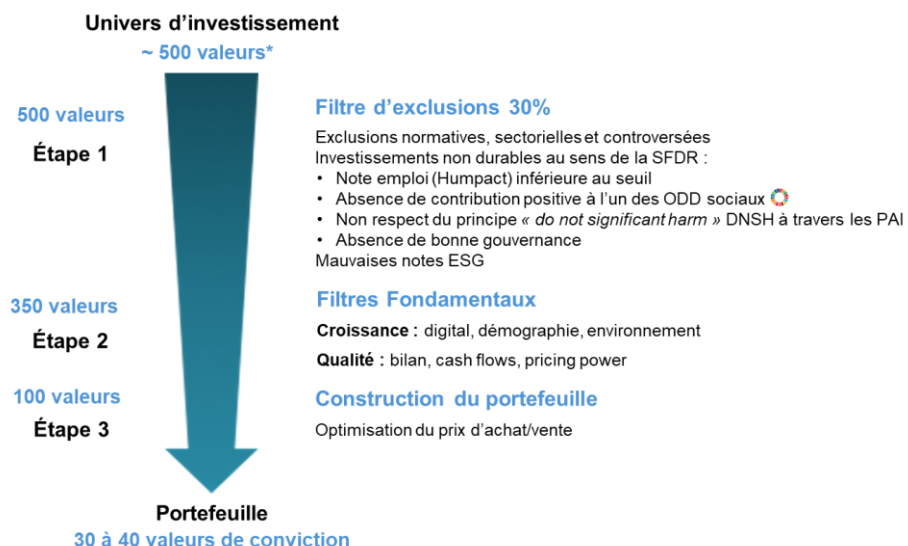 Univers d’investissement
~ 500 valeurs*
500 valeurs
Étape 1
Filtre d’exclusions 30%
Exclusions normatives, sectorielles et controversées
Investissements non durables au sens de la SFDR :
• Note emploi (Humpact) inférieure au seuil
• Absence de contribution positive à l’un des ODD sociaux
• Non respect du principe « do not significant harm » DNSH à travers les PAI
• Absence de bonne gouvernance
Mauvaises notes ESG
350 valeurs
Étape 2
Filtres Fondamentaux
Croissance : digital, démographie, environnement
Qualité : bilan, cash flows, pricing power
100 valeurs
Étape 3
Construction du portefeuille
Optimisation du prix d’achat/vente
Portefeuille
30 à 40 valeurs de conviction